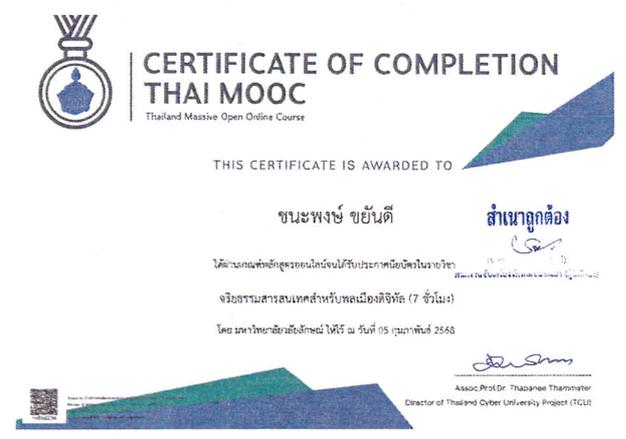 CERTIFICATE OF COMPLETION
THAI MOOC
Thailand Massive Open Online Course
THIS CERTIFICATE IS AWARDED TO
ชนะพงษ์ ขยันดี
สำเนาถูกต้อง
ได้ผ่านเกณฑ์หลักสูตรออนไลน์จนได้รับประกาศนียบัตรในรายวิชา
จริยธรรมสารสนเทศสำหรับพลเมืองดิจิทัล (7 ชั่วโมง)
โดย มหาวิทยาลัยวลัยลักษณ์ ให้ไว้ ณ วันที่ 05 กุมภาพันธ์ 2568
Assoc.Prof.Dr. Thapanee Thammater
Director of Thailand Cyber University Project (TCU)